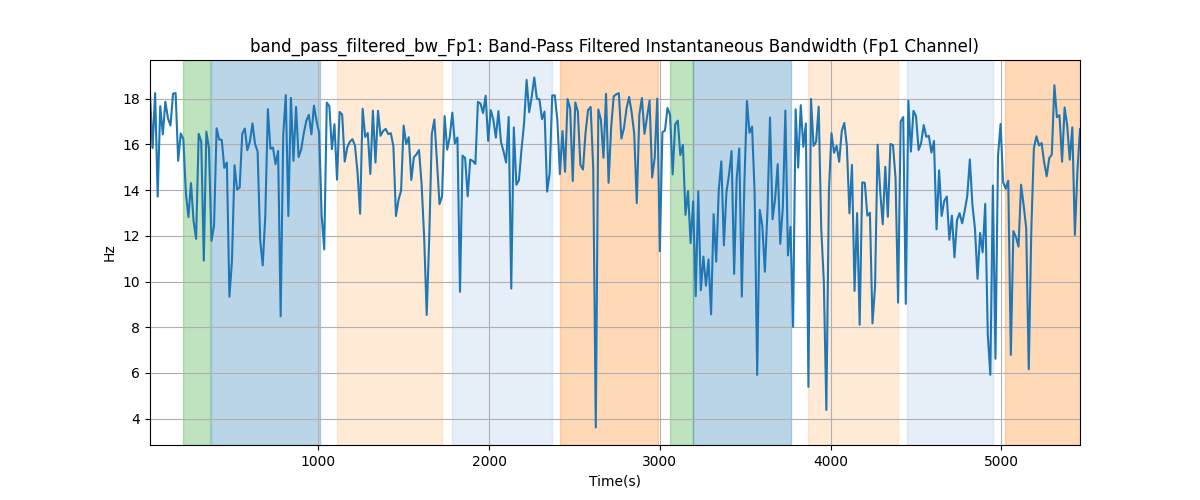 band_pass_filtered_bw_Fp1: Band-Pass Filtered Instantaneous Bandwidth (Fp1 Channel)
18
16
14
12
10
8
6
4
Hz
1000 2000 3000 4000 5000
Time(s)